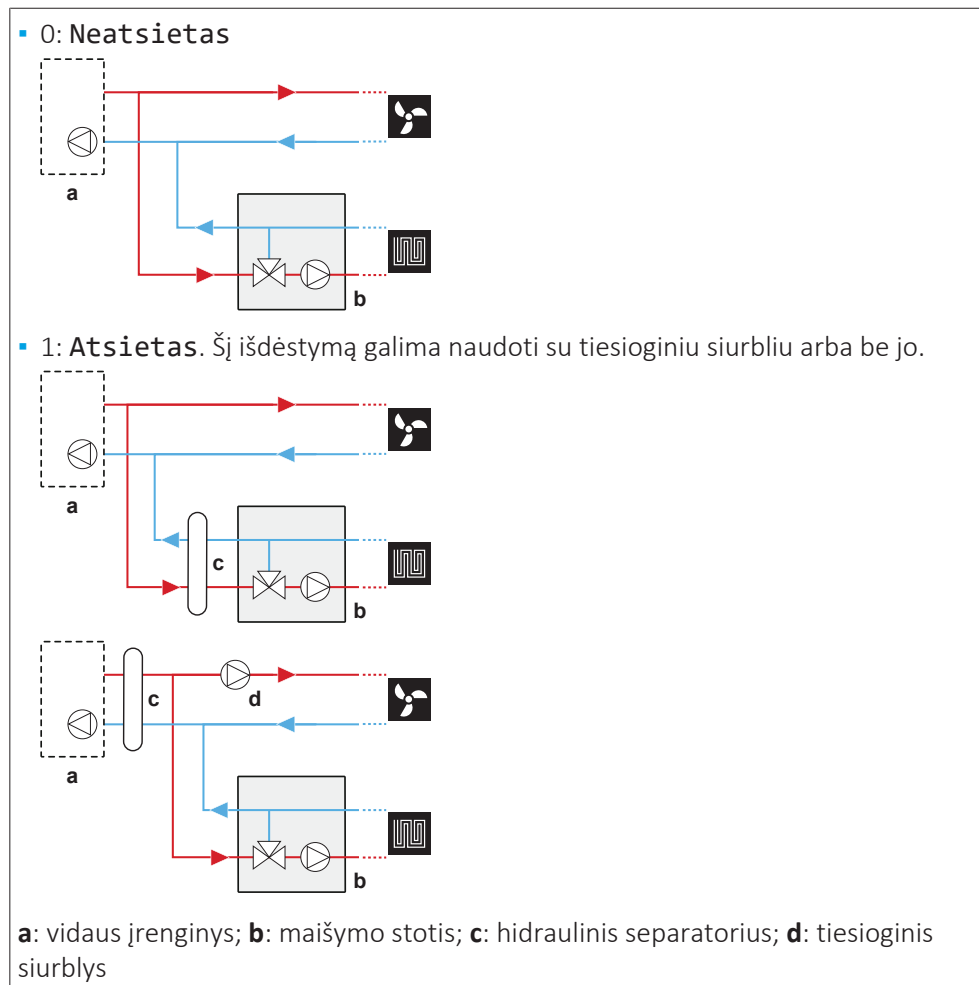 ▪ 0: Neatsietas
a
b
▪ 1: Atsietas. Šį išdėstymą galima naudoti su tiesioginiu siurbliu arba be jo.
a
c
b
c
d
a
b
a: vidaus įrenginys; b: maišymo stotis; c: hidraulinis separatorius; d: tiesioginis
siurblys